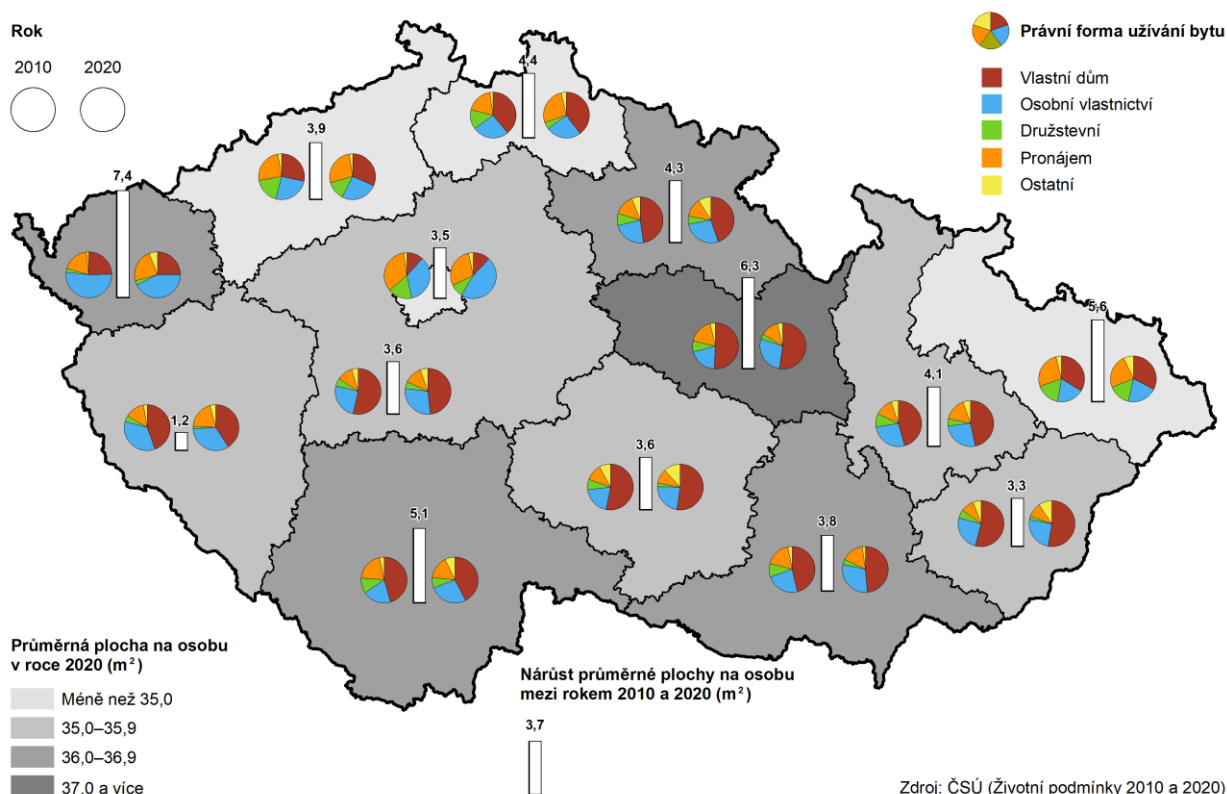 Rok
2010 2020
Právní forma užívání bytu
Vlastní dům
Osobní vlastnictví
Družstevní
Pronájem
Ostatní
4,4
3,9
7,4
4,3
3,5
6,3
5,6
3,6
4,1
1,2
3,6
3,3
5,1
3,8
Průměrná plocha na osobu
v roce 2020 (m²)
Méně než 35,0
35,0–35,9
36,0–36,9
37,0 a více
Nárůst průměrné plochy na osobu
mezi rokem 2010 a 2020 (m²)
3,7
Zdroj: ČSÚ (Životní podmínky 2010 a 2020)